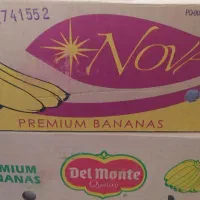 741552
NOVA
PREMIUM BANANAS
Del Monte
Quality
MIUM
NANAS